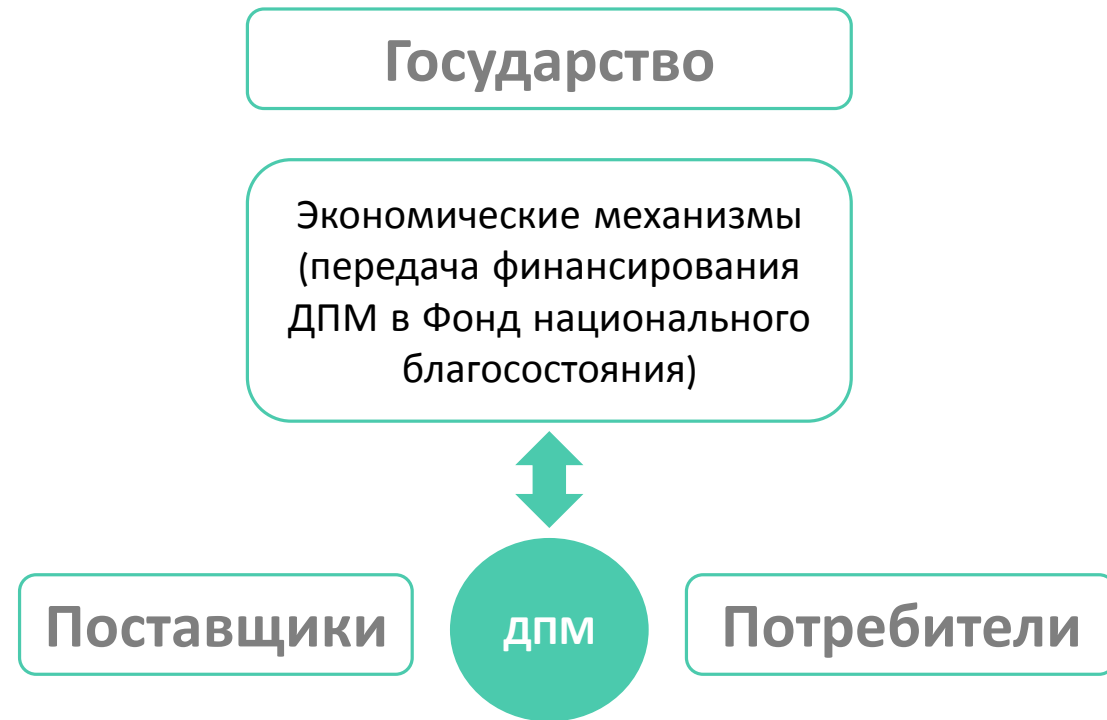 Государство
Экономические механизмы
(передача финансирования
ДПМ в Фонд национального
благосостояния)
Поставщики
ДПМ
Потребители